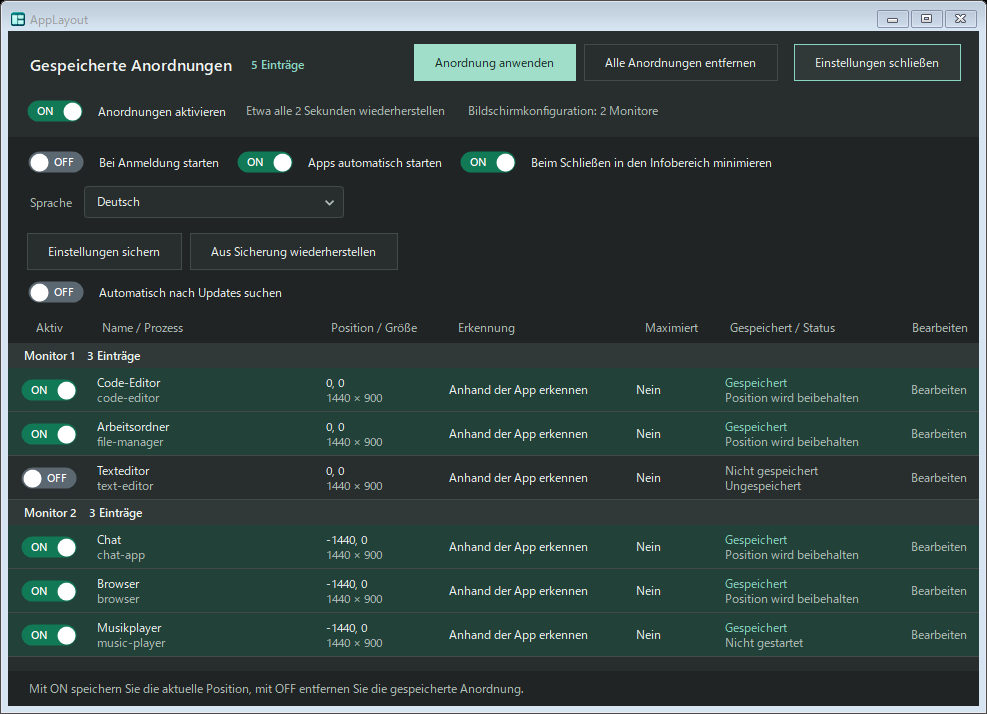 AppLayout
Gespeicherte Anordnungen 5 Einträge Anordnung anwenden Alle Anordnungen entfernen Einstellungen schließen
ON Anordnungen aktivieren Etwa alle 2 Sekunden wiederherstellen Bildschirmkonfiguration: 2 Monitore
OFF Bei Anmeldung starten ON Apps automatisch starten ON Beim Schließen in den Infobereich minimieren
Sprache Deutsch
Einstellungen sichern Aus Sicherung wiederherstellen
OFF Automatisch nach Updates suchen
Aktiv Name / Prozess Position / Größe Erkennung Maximiert Gespeichert / Status Bearbeiten
Monitor 1 3 Einträge
ON Code-Editor 0, 0 Anhand der App erkennen Nein Gespeichert Bearbeiten
code-editor 1440 × 900 Position wird beibehalten
ON Arbeitsordner 0, 0 Anhand der App erkennen Nein Gespeichert Bearbeiten
file-manager 1440 × 900 Position wird beibehalten
OFF Texteditor 0, 0 Anhand der App erkennen Nein Nicht gespeichert Bearbeiten
text-editor 1440 × 900 Ungespeichert
Monitor 2 3 Einträge
ON Chat -1440, 0 Anhand der App erkennen Nein Gespeichert Bearbeiten
chat-app 1440 × 900 Position wird beibehalten
ON Browser -1440, 0 Anhand der App erkennen Nein Gespeichert Bearbeiten
browser 1440 × 900 Position wird beibehalten
ON Musikplayer -1440, 0 Anhand der App erkennen Nein Gespeichert Bearbeiten
music-player 1440 × 900 Nicht gestartet
Mit ON speichern Sie die aktuelle Position, mit OFF entfernen Sie die gespeicherte Anordnung.